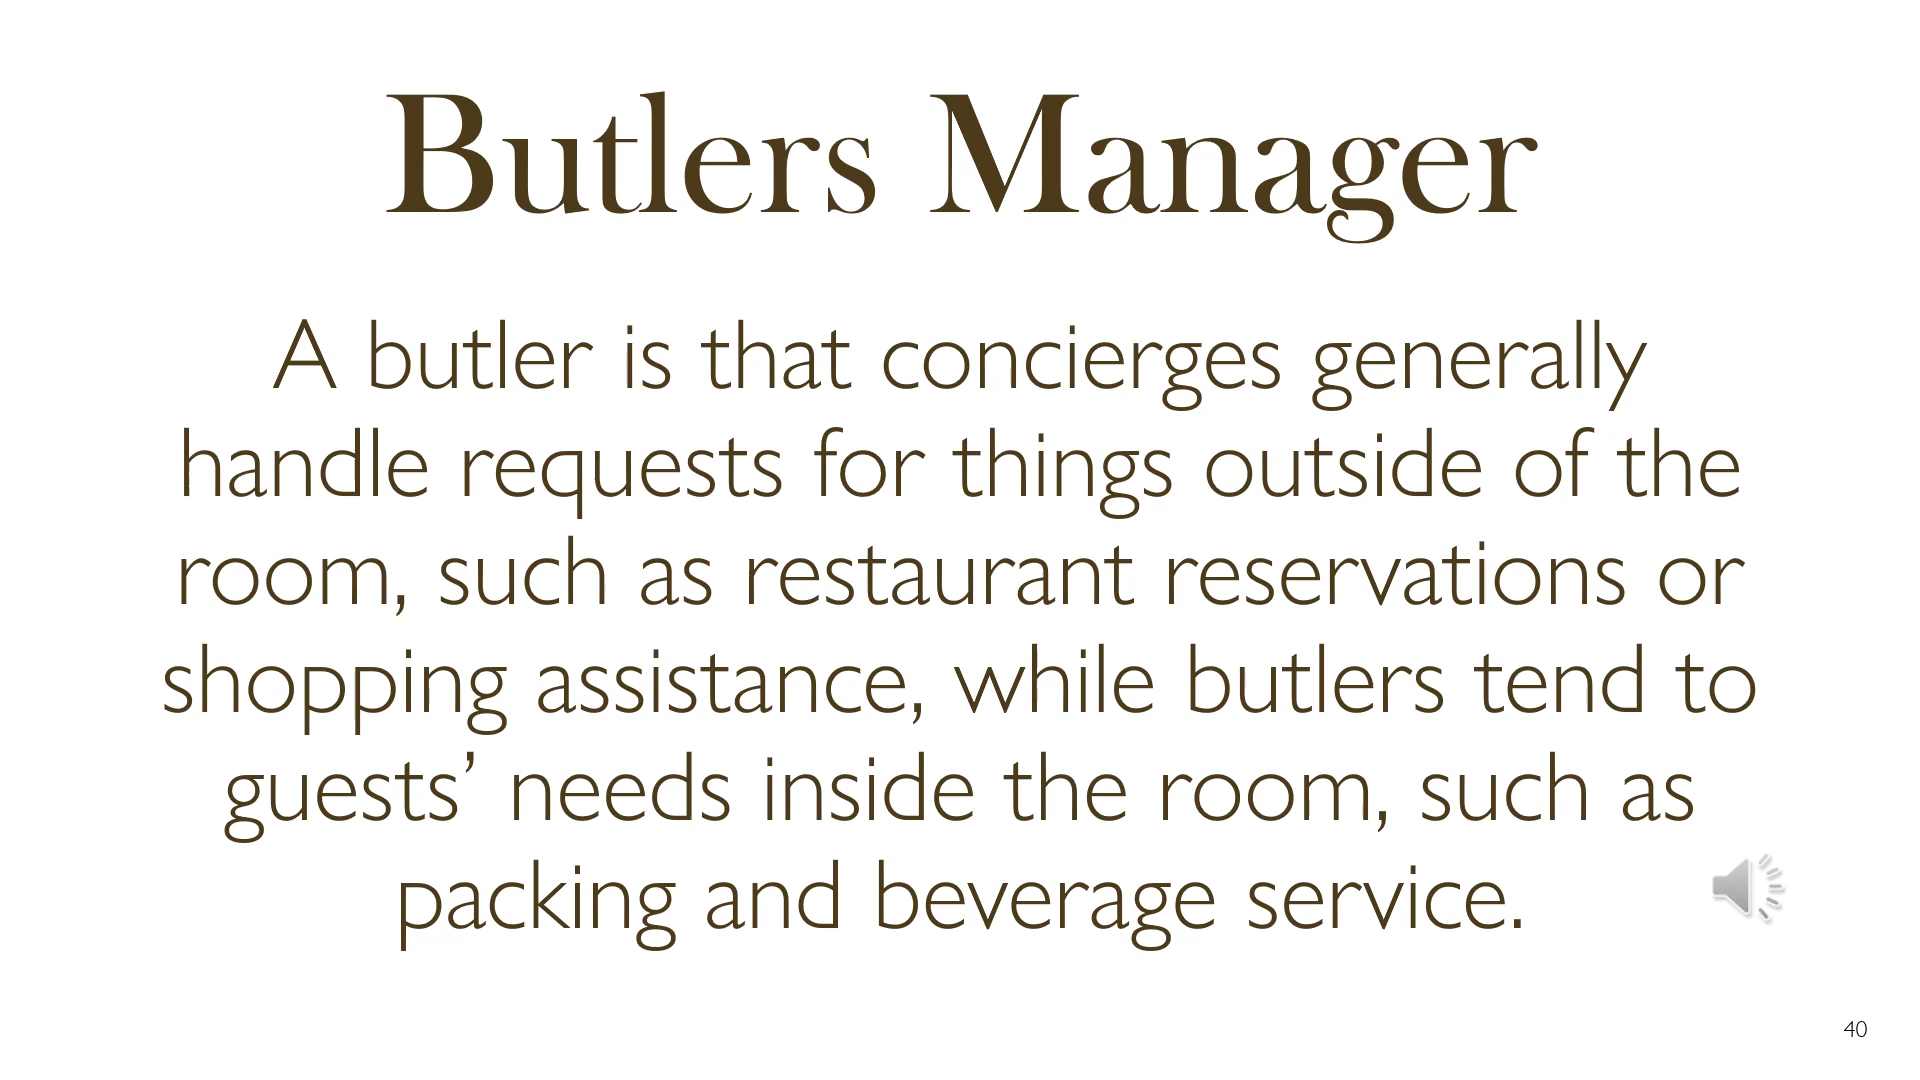 Butlers Manager
A butler is that concierges generally
handle requests for things outside of the
room, such as restaurant reservations or
shopping assistance, while butlers tend to
guests’ needs inside the room, such as
packing and beverage service.
40